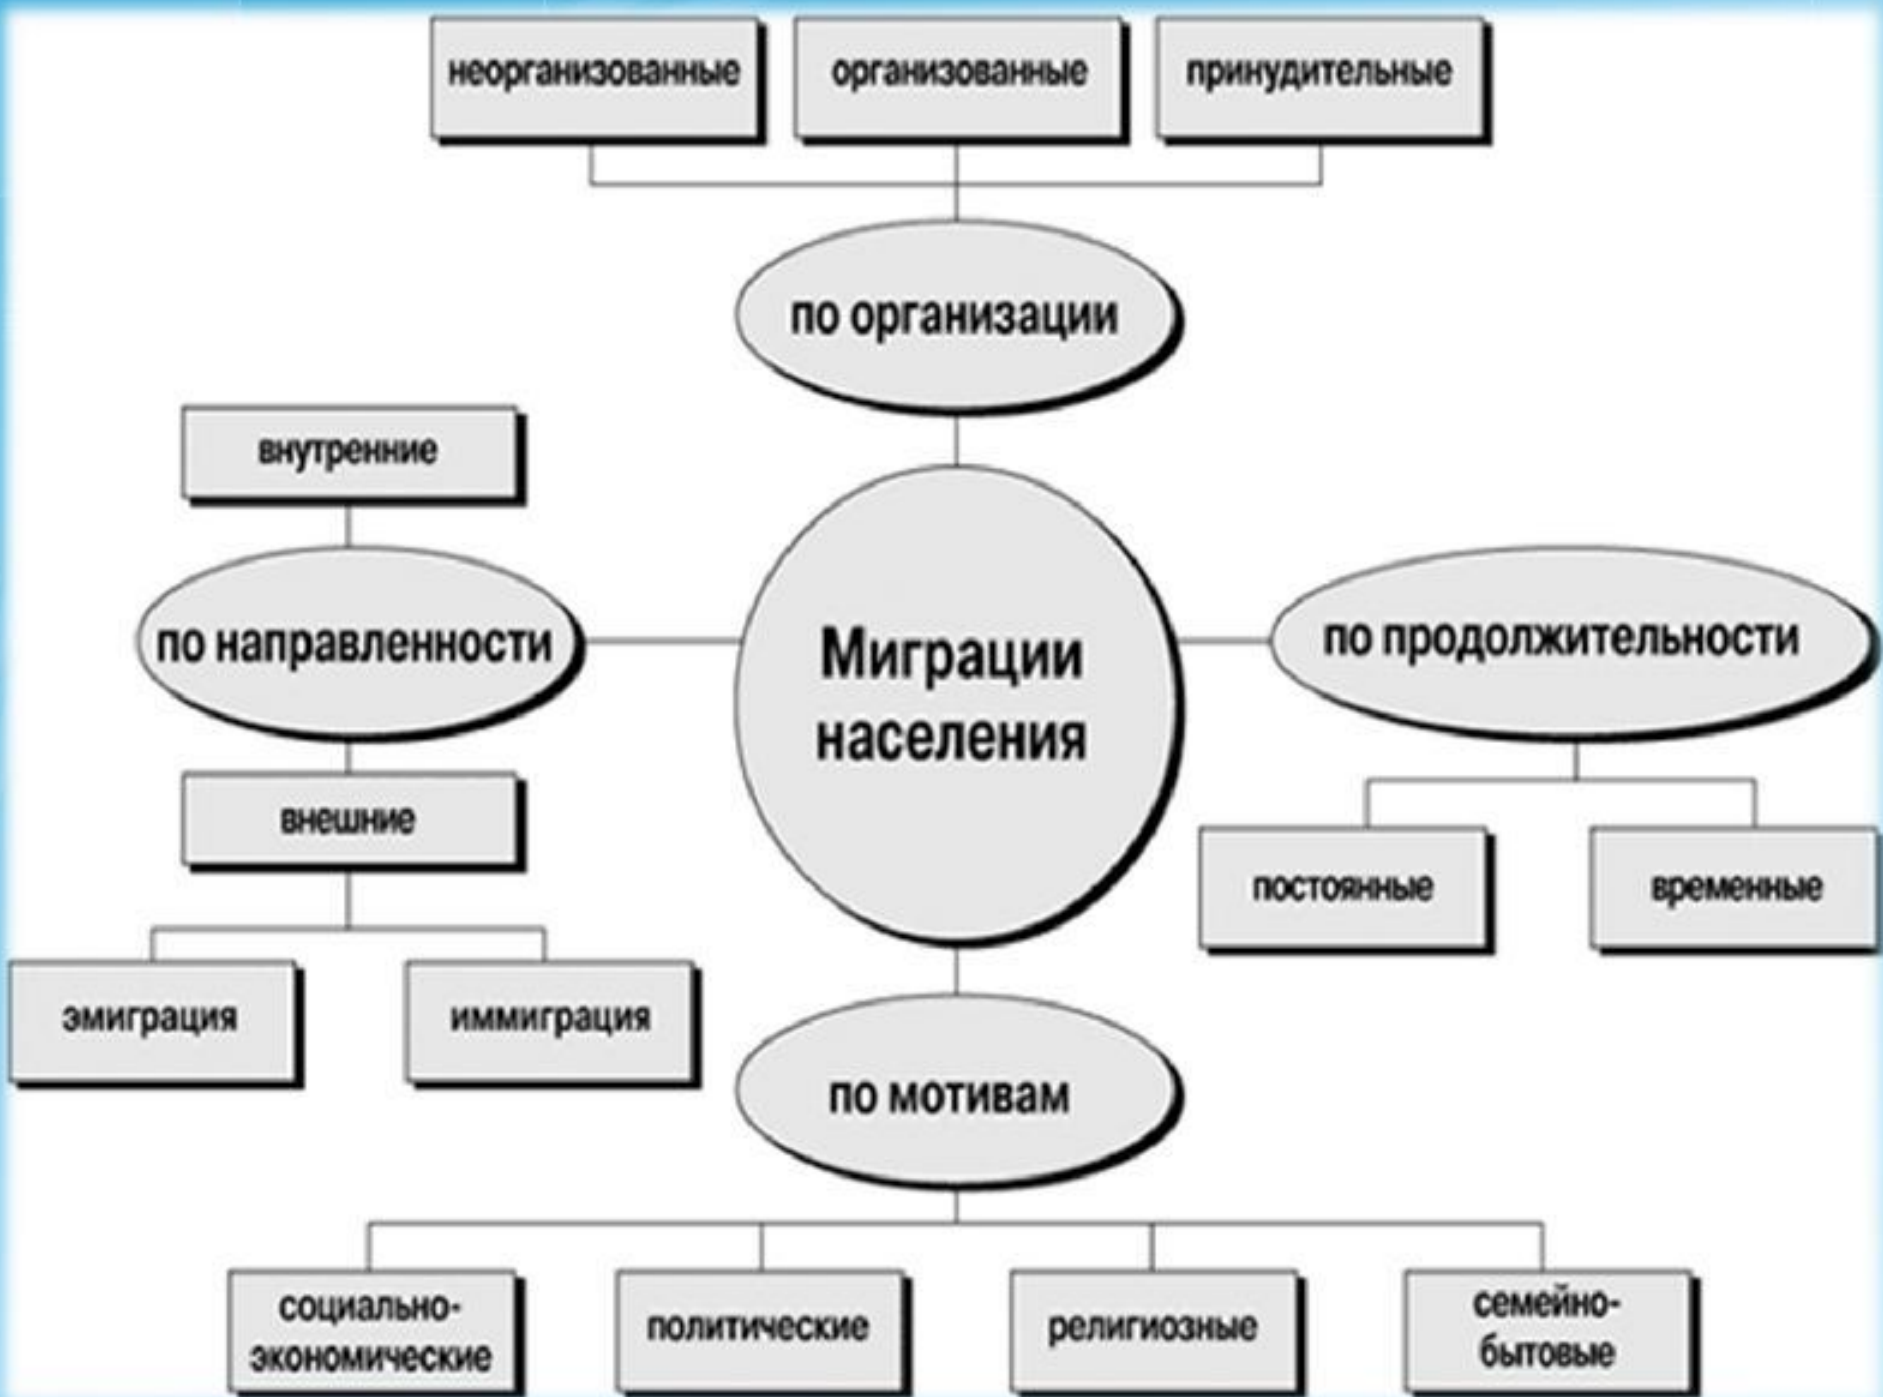 неорганизованные
организованные
принудительные
по организации
внутренние
по направленности
внешние
эмиграция
иммиграция
Миграции
населения
по продолжительности
постоянные
временные
по мотивам
социально-
экономические
политические
религиозные
семейно-
бытовые